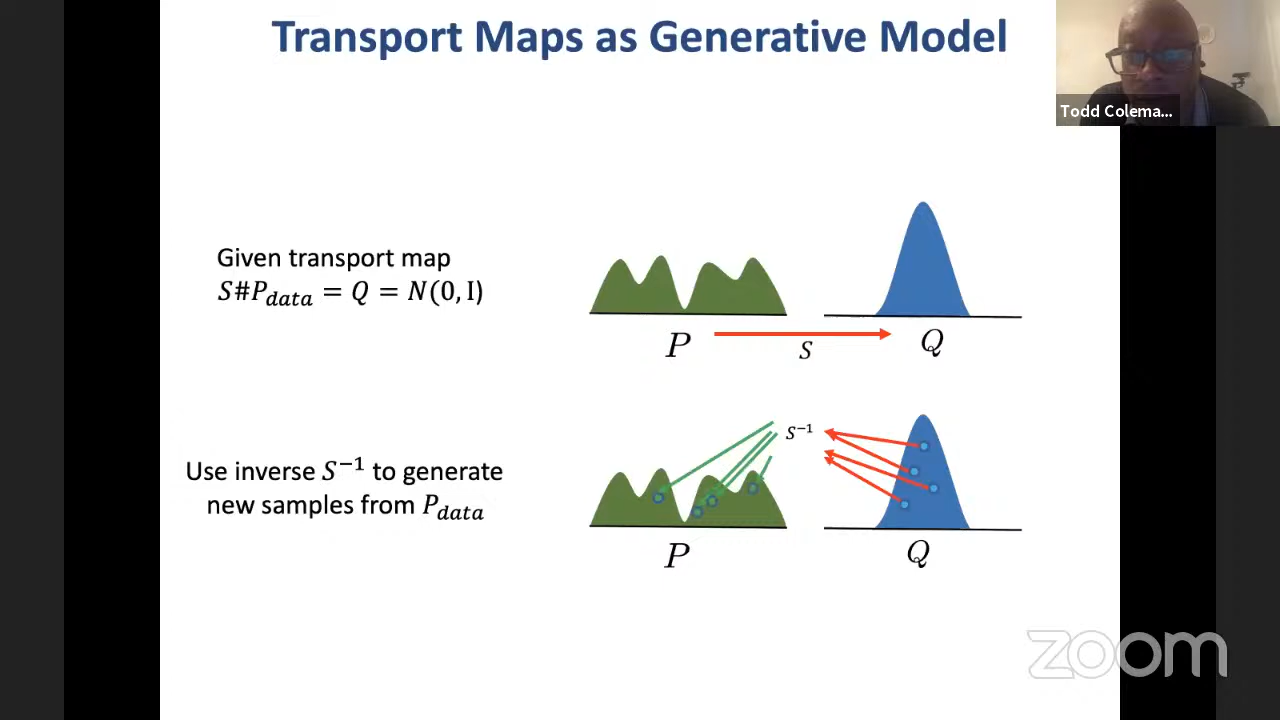 Transport Maps as Generative Model
Todd Colema...
Given transport map
S#P_data = Q = N(0, I)
P
S
Q
Use inverse S⁻¹ to generate
new samples from P_data
S⁻¹
P
Q
zoom